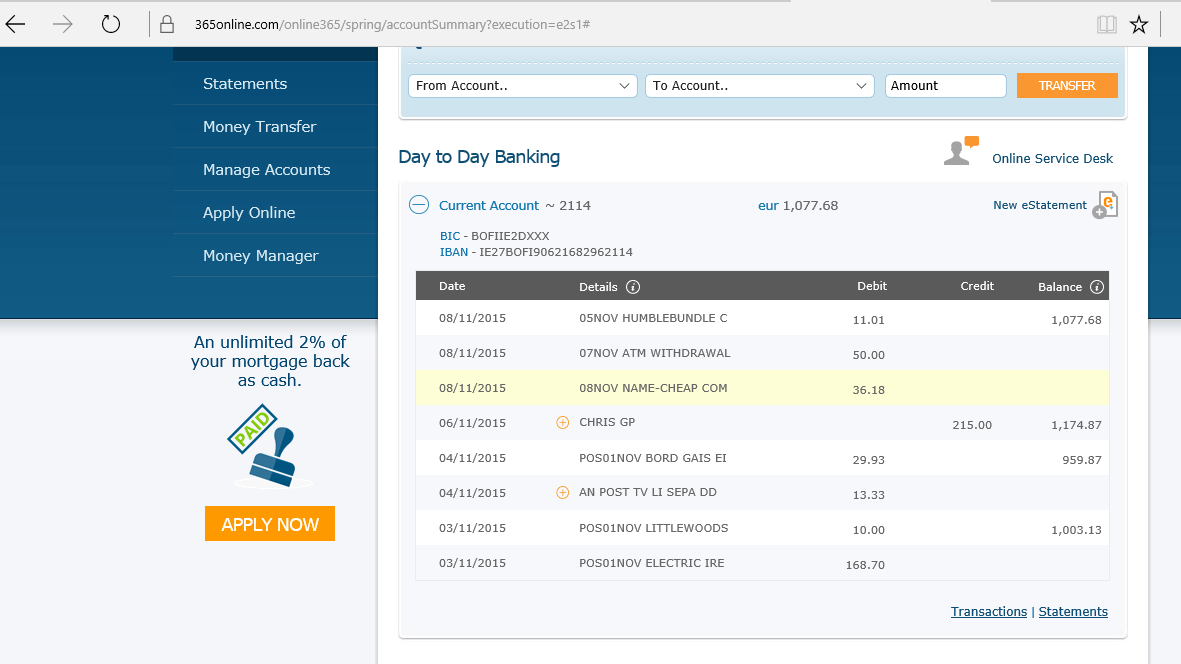 365online.com/online365/spring/accountSummary?execution=e2s1#
Statements
Money Transfer
Manage Accounts
Apply Online
Money Manager
An unlimited 2% of
your mortgage back
as cash.
PAID
APPLY NOW
From Account.. To Account.. Amount TRANSFER
Day to Day Banking Online Service Desk
Current Account ~ 2114 eur 1,077.68 New eStatement
BIC - BOFIIE2DXXX
IBAN - IE27BOFI90621682962114
Date Details Debit Credit Balance
08/11/2015 05NOV HUMBLEBUNDLE C 11.01 1,077.68
08/11/2015 07NOV ATM WITHDRAWAL 50.00
08/11/2015 08NOV NAME-CHEAP COM 36.18
06/11/2015 CHRIS GP 215.00 1,174.87
04/11/2015 POS01NOV BORD GAIS EI 29.93 959.87
04/11/2015 AN POST TV LI SEPA DD 13.33
03/11/2015 POS01NOV LITTLEWOODS 10.00 1,003.13
03/11/2015 POS01NOV ELECTRIC IRE 168.70
Transactions | Statements